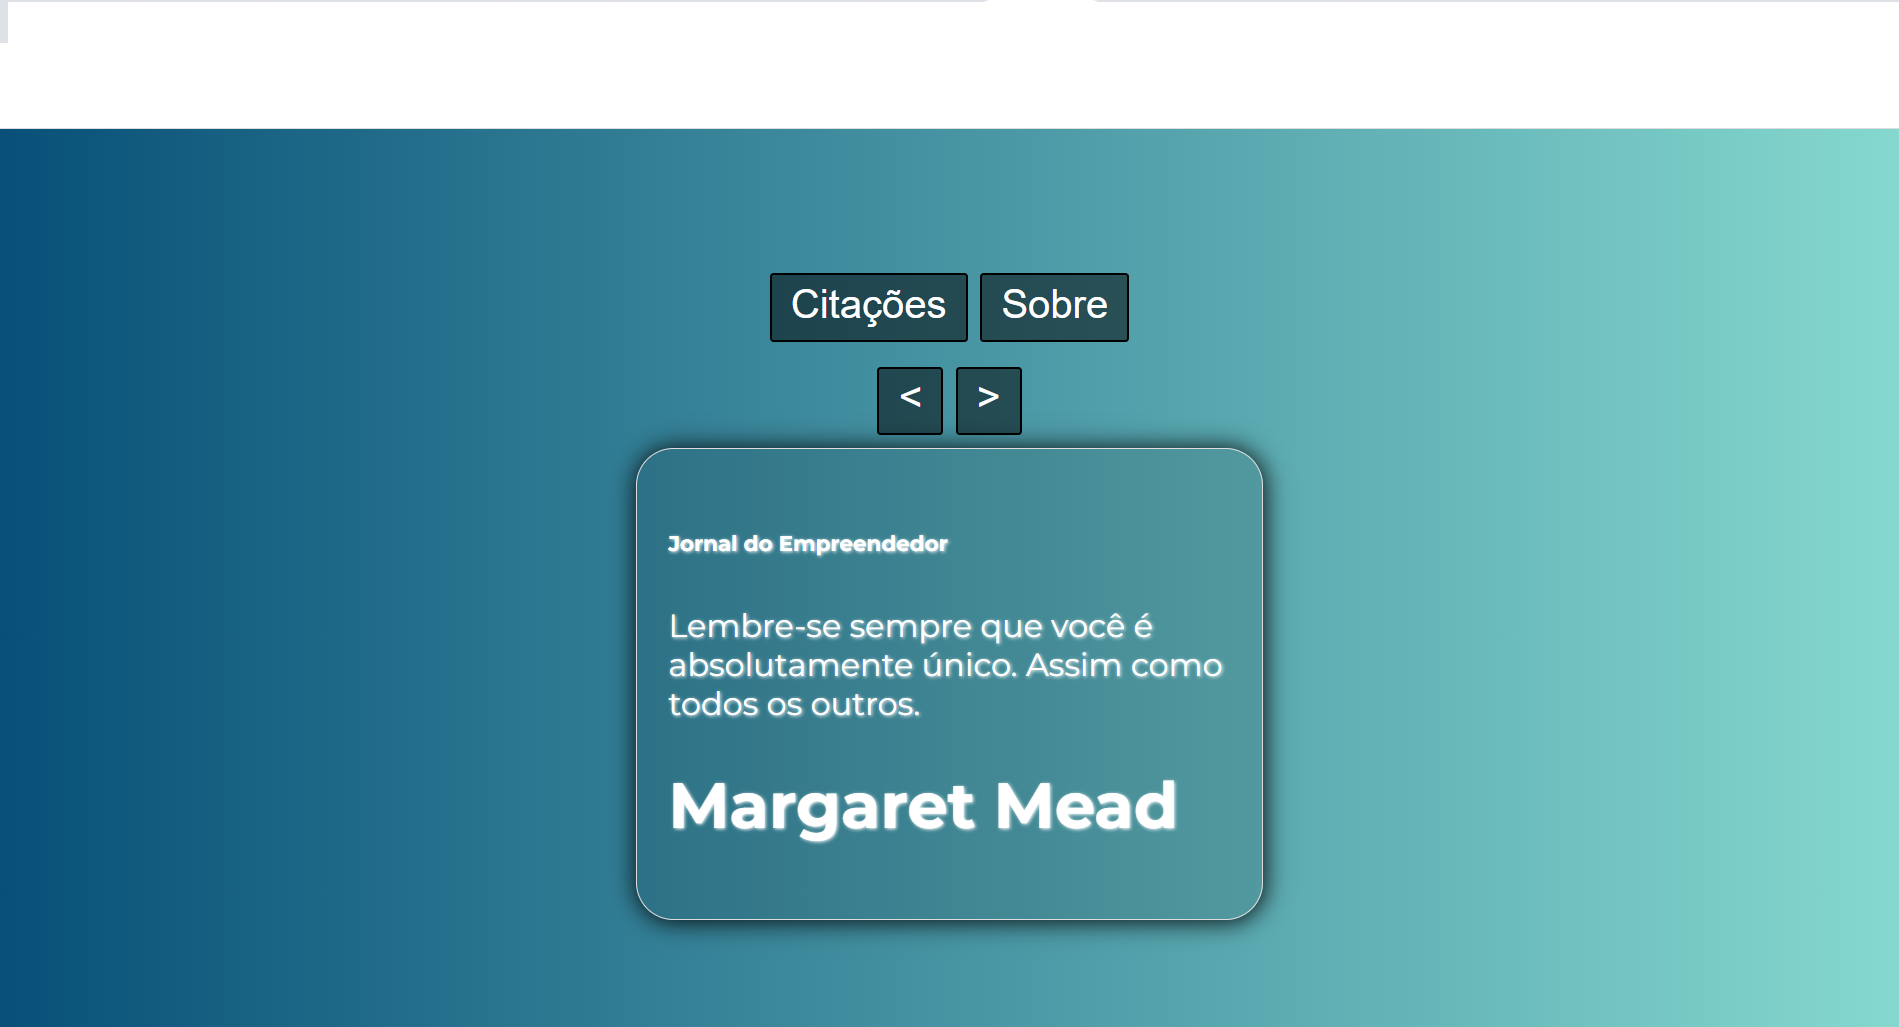 Citações Sobre
< >
Jornal do Empreendedor
Lembre-se sempre que você é
absolutamente único. Assim como
todos os outros.
Margaret Mead